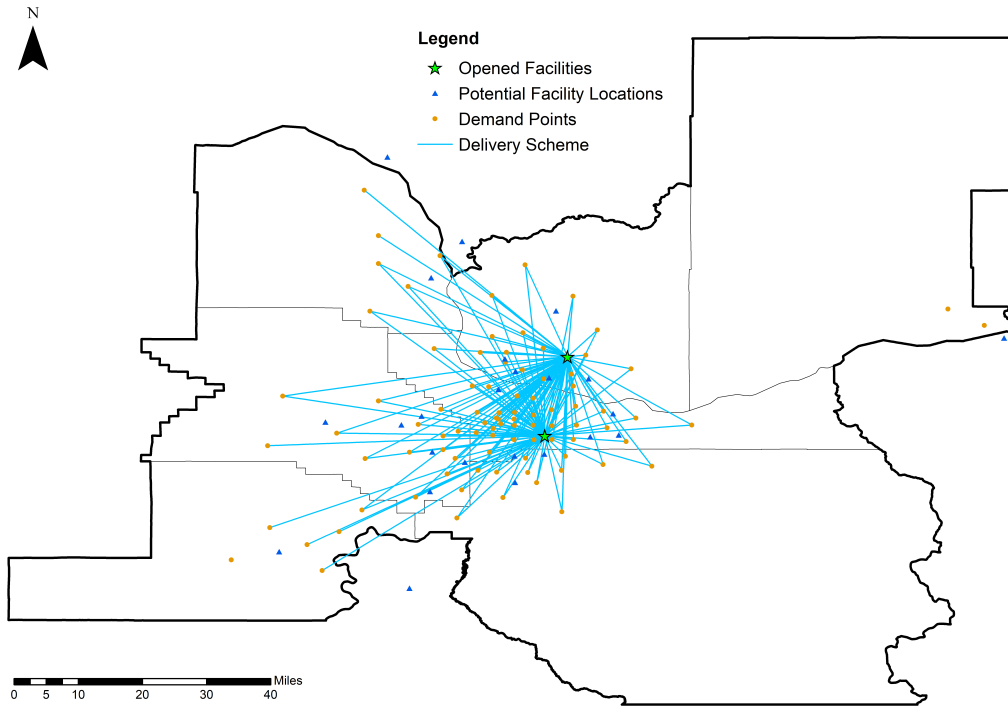 N
Legend
Opened Facilities
Potential Facility Locations
Demand Points
Delivery Scheme
Miles
0 5 10 20 30 40